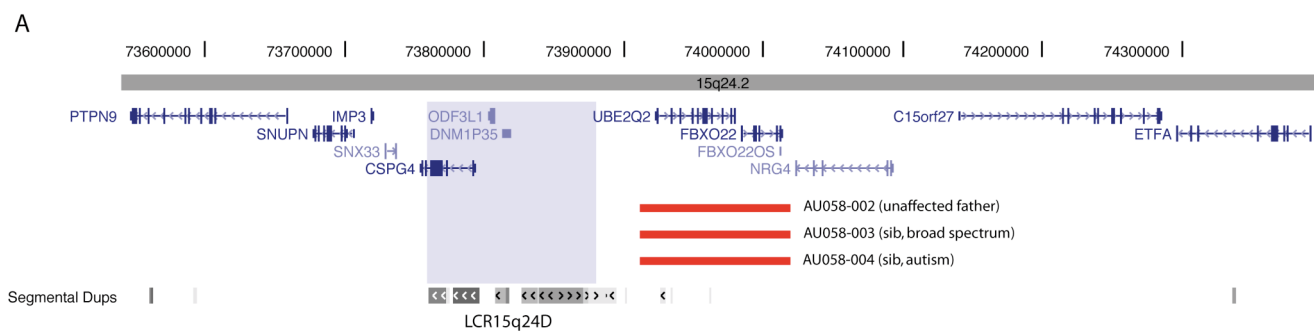 A
73600000 73700000 73800000 73900000 74000000 74100000 74200000 74300000
15q24.2
PTPN9 IMP3 ODF3L1 UBE2Q2 C15orf27
SNUPN DNM1P35 FBXO22 ETFA
SNX33 FBXO22OS
CSPG4 NRG4
AU058-002 (unaffected father)
AU058-003 (sib, broad spectrum)
AU058-004 (sib, autism)
Segmental Dups
LCR15q24D